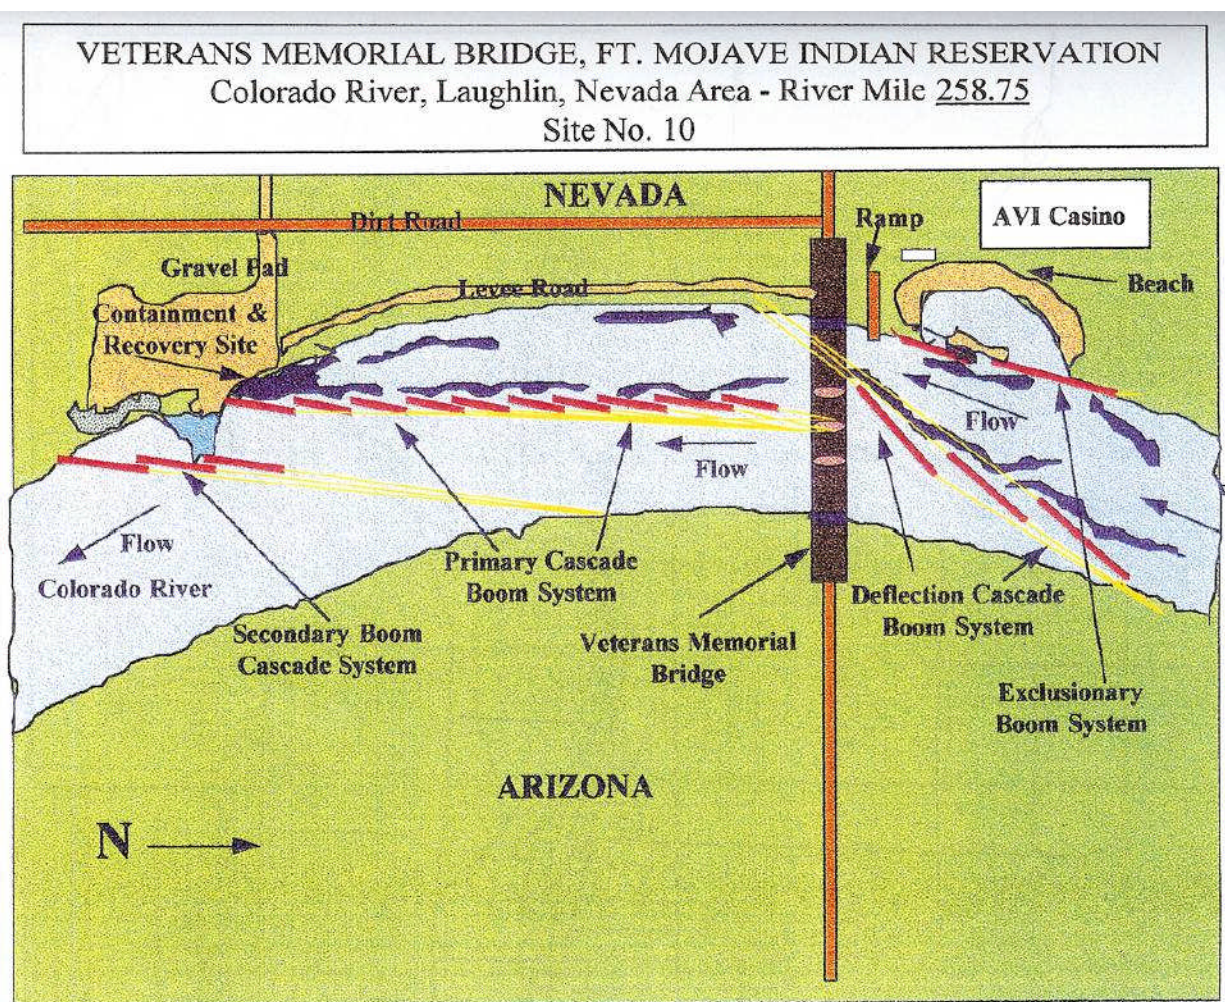 VETERANS MEMORIAL BRIDGE, FT. MOJAVE INDIAN RESERVATION
Colorado River, Laughlin, Nevada Area - River Mile 258.75
Site No. 10
NEVADA
AVI Casino
Ramp
Dirt Road
Gravel Pad
Beach
Levee Road
Containment &
Recovery Site
Flow
Flow
Flow
Colorado River
Primary Cascade
Boom System
Deflection Cascade
Boom System
Secondary Boom
Cascade System
Veterans Memorial
Bridge
Exclusionary
Boom System
ARIZONA
N